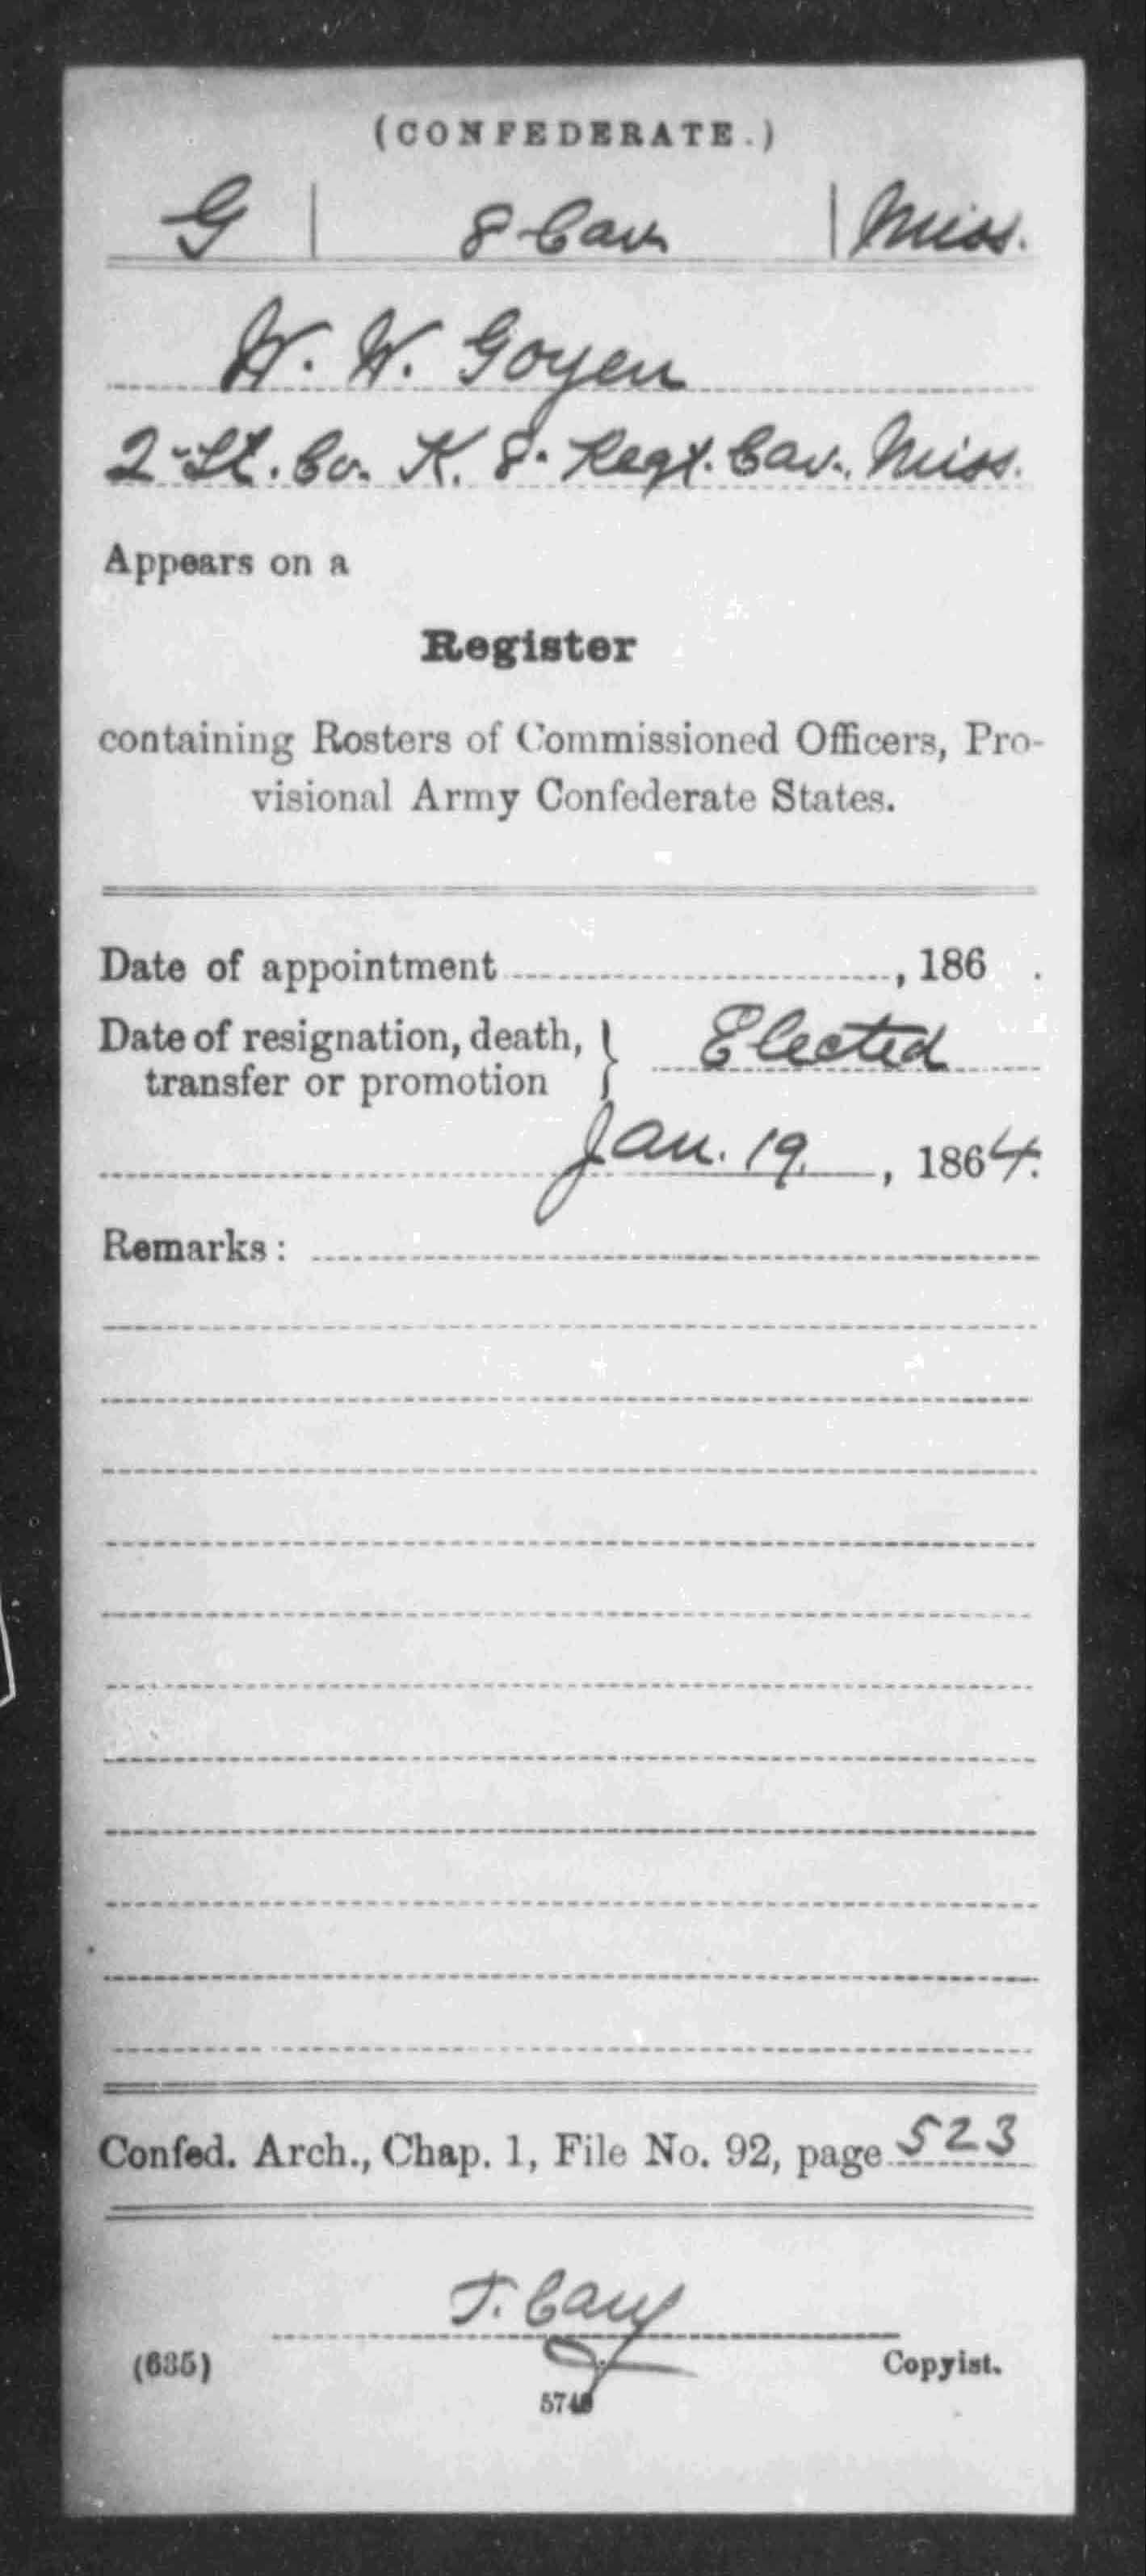 (CONFEDERATE.)
G | 8 Cav | Miss.
W. W. Goyen
2 Lt. Co. K. 8. Regt. Cav. Miss.
Appears on a
Register
containing Rosters of Commissioned Officers, Pro-
visional Army Confederate States.
Date of appointment , 186 .
Date of resignation, death, } Elected
transfer or promotion
Jan. 19 , 1864.
Remarks:
Confed. Arch., Chap. 1, File No. 92, page 523
T.
(635) Copyist.